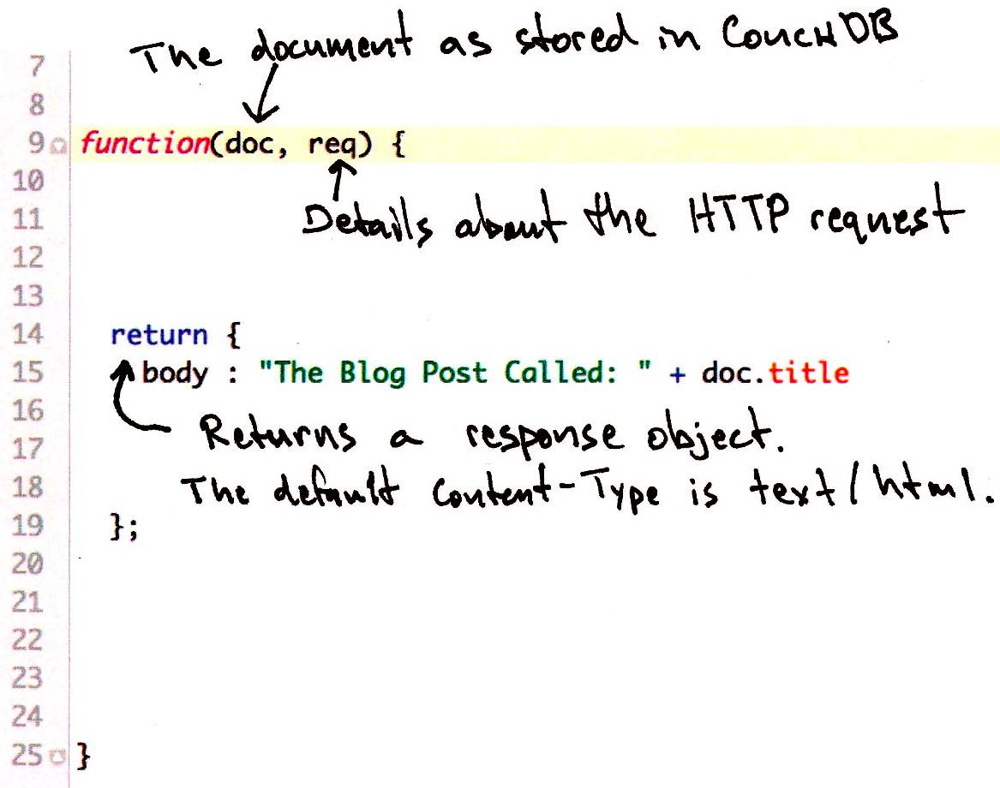 The document as stored in CouchDB
7
8
9 function(doc, req) {
10
Details about the HTTP request
11
12
13
14 return {
15 body : "The Blog Post Called: " + doc.title
16
Returns a response object.
17
18 The default Content-Type is text/html.
19 };
20
21
22
23
24
25 }